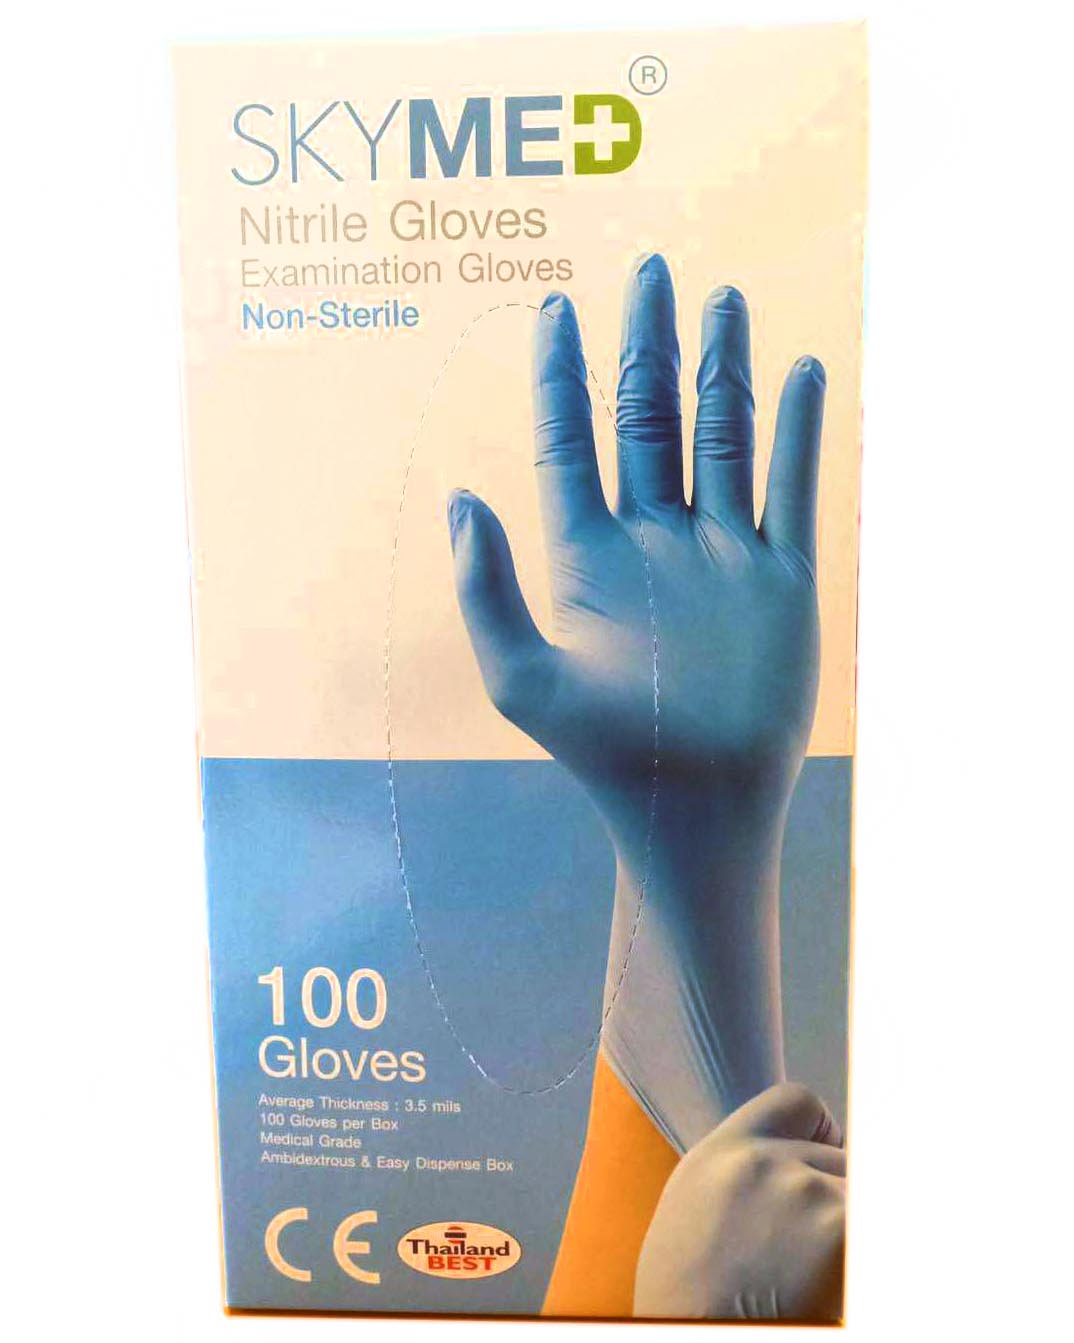 SKYMED®
Nitrile Gloves
Examination Gloves
Non-Sterile
100
Gloves
Average Thickness : 3.5 mils
100 Gloves per Box
Medical Grade
Ambidextrous & Easy Dispense Box
CE
Thailand
BEST